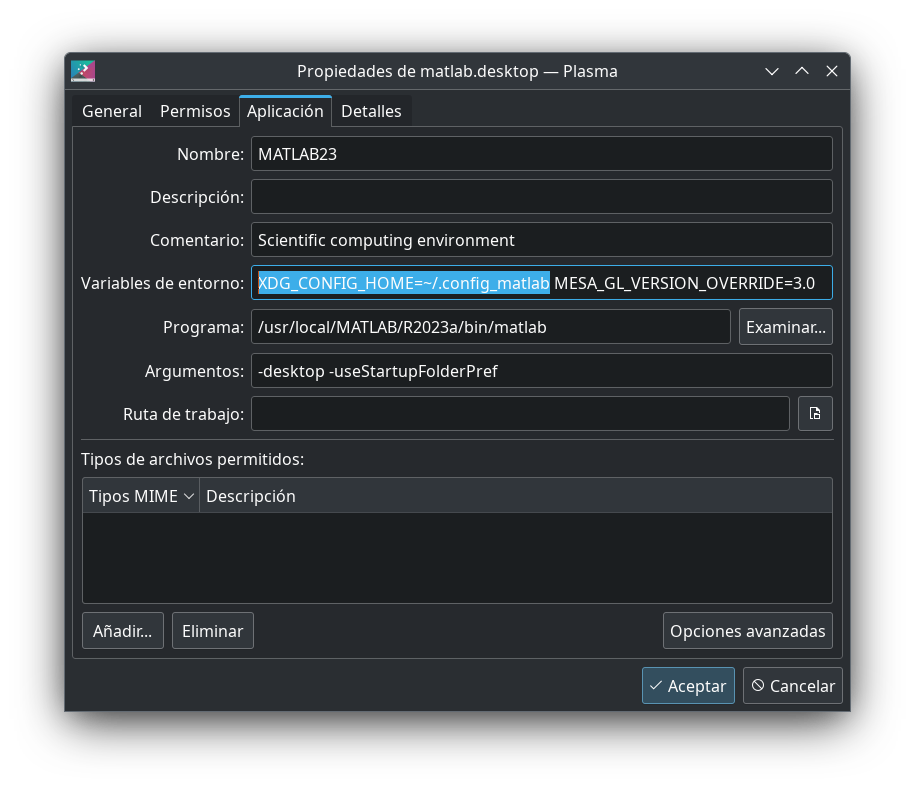 Propiedades de matlab.desktop — Plasma
General Permisos Aplicación Detalles
Nombre: MATLAB23
Descripción:
Comentario: Scientific computing environment
Variables de entorno: XDG_CONFIG_HOME=~/.config_matlab MESA_GL_VERSION_OVERRIDE=3.0
Programa: /usr/local/MATLAB/R2023a/bin/matlab Examinar...
Argumentos: -desktop -useStartupFolderPref
Ruta de trabajo:
Tipos de archivos permitidos:
Tipos MIME Descripción
Añadir... Eliminar Opciones avanzadas
Aceptar Cancelar